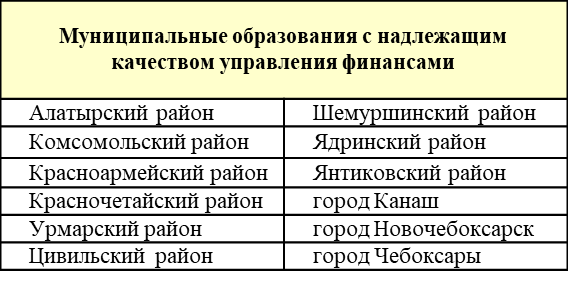 Муниципальные образования с надлежащим
качеством управления финансами
Алатырский район Шемуршинский район
Комсомольский район Ядринский район
Красноармейский район Янтиковский район
Красночетайский район город Канаш
Урмарский район город Новочебоксарск
Цивильский район город Чебоксары